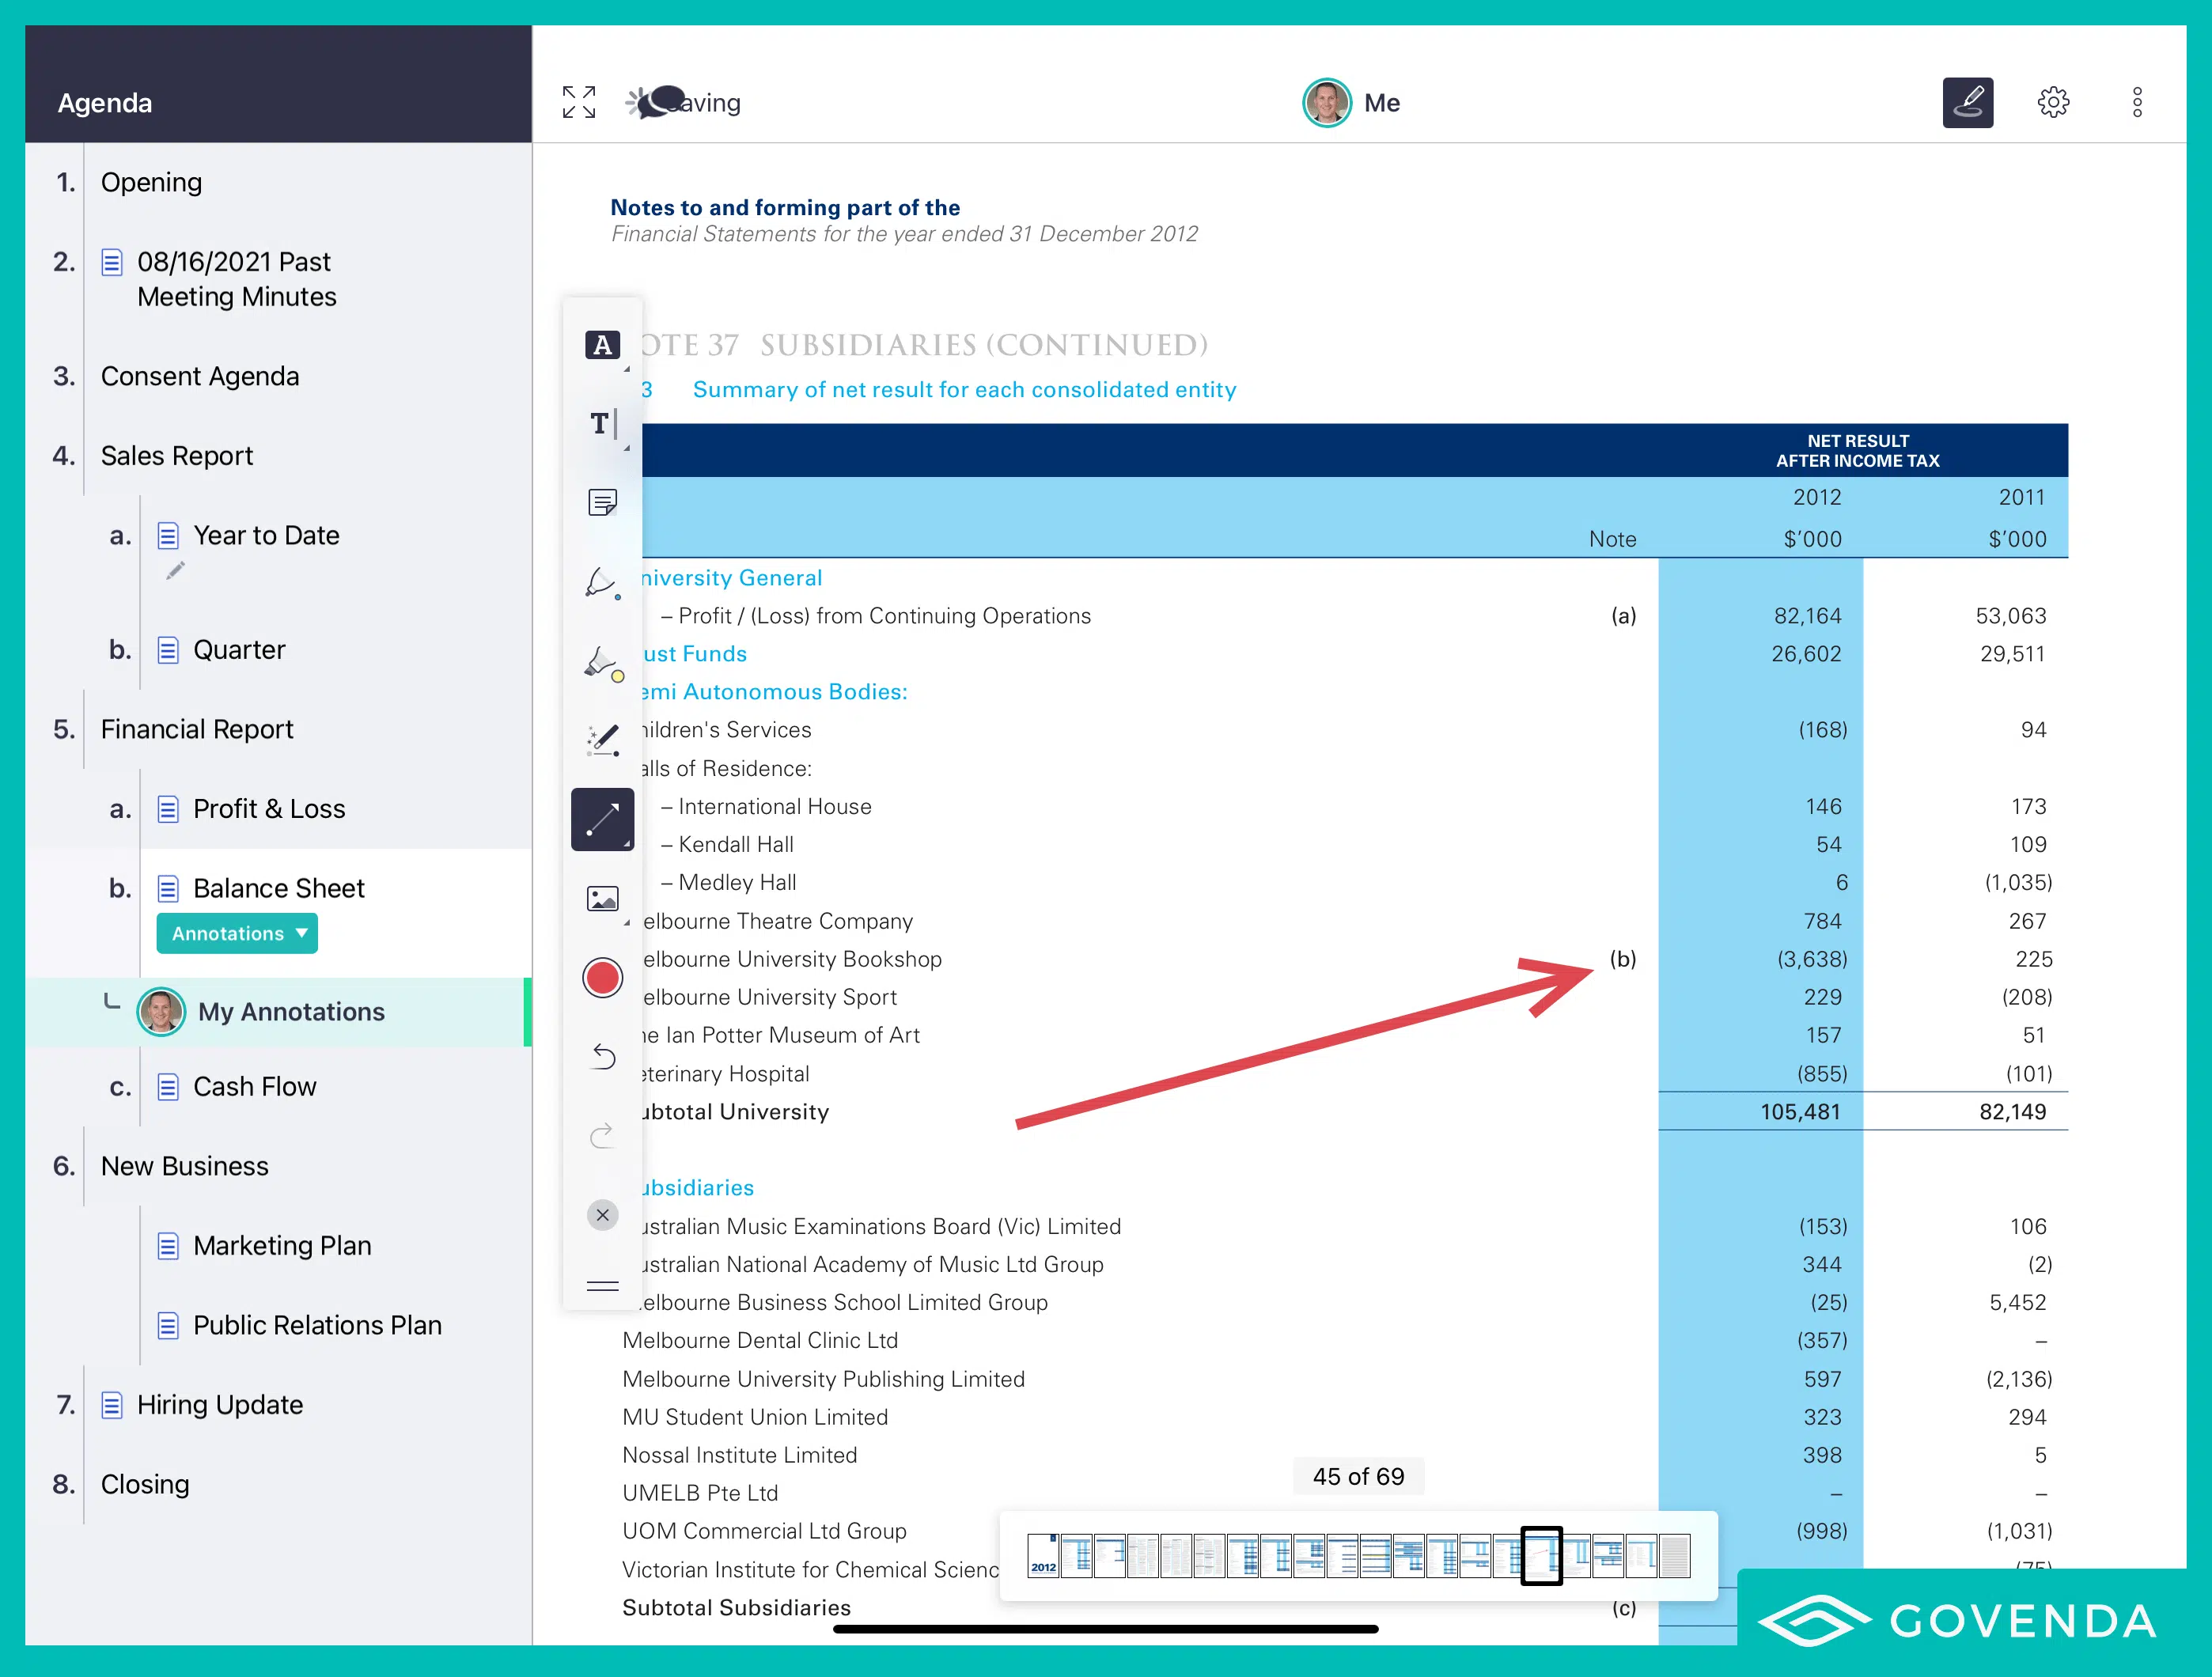 Agenda
1. Opening
2. 08/16/2021 Past
Meeting Minutes
3. Consent Agenda
4. Sales Report
a. Year to Date
b. Quarter
5. Financial Report
a. Profit & Loss
b. Balance Sheet
Annotations
My Annotations
c. Cash Flow
6. New Business
Marketing Plan
Public Relations Plan
7. Hiring Update
8. Closing
aving
Me
Notes to and forming part of the
Financial Statements for the year ended 31 December 2012
OTE 37 SUBSIDIARIES (CONTINUED)
3 Summary of net result for each consolidated entity
NET RESULT
AFTER INCOME TAX
2012 2011
Note $'000 $'000
niversity General
– Profit / (Loss) from Continuing Operations (a) 82,164 53,063
ust Funds 26,602 29,511
emi Autonomous Bodies:
hildren's Services (168) 94
alls of Residence:
– International House 146 173
– Kendall Hall 54 109
– Medley Hall 6 (1,035)
elbourne Theatre Company 784 267
elbourne University Bookshop (b) (3,638) 225
elbourne University Sport 229 (208)
he Ian Potter Museum of Art 157 51
eterinary Hospital (855) (101)
ubtotal University 105,481 82,149
ubsidiaries
ustralian Music Examinations Board (Vic) Limited (153) 106
ustralian National Academy of Music Ltd Group 344 (2)
elbourne Business School Limited Group (25) 5,452
Melbourne Dental Clinic Ltd (357) –
Melbourne University Publishing Limited 597 (2,136)
MU Student Union Limited 323 294
Nossal Institute Limited 398 5
UMELB Pte Ltd – –
UOM Commercial Ltd Group (998) (1,031)
Victorian Institute for Chemical Scienc
Subtotal Subsidiaries (c)
A
T
45 of 69
2012
GOVENDA